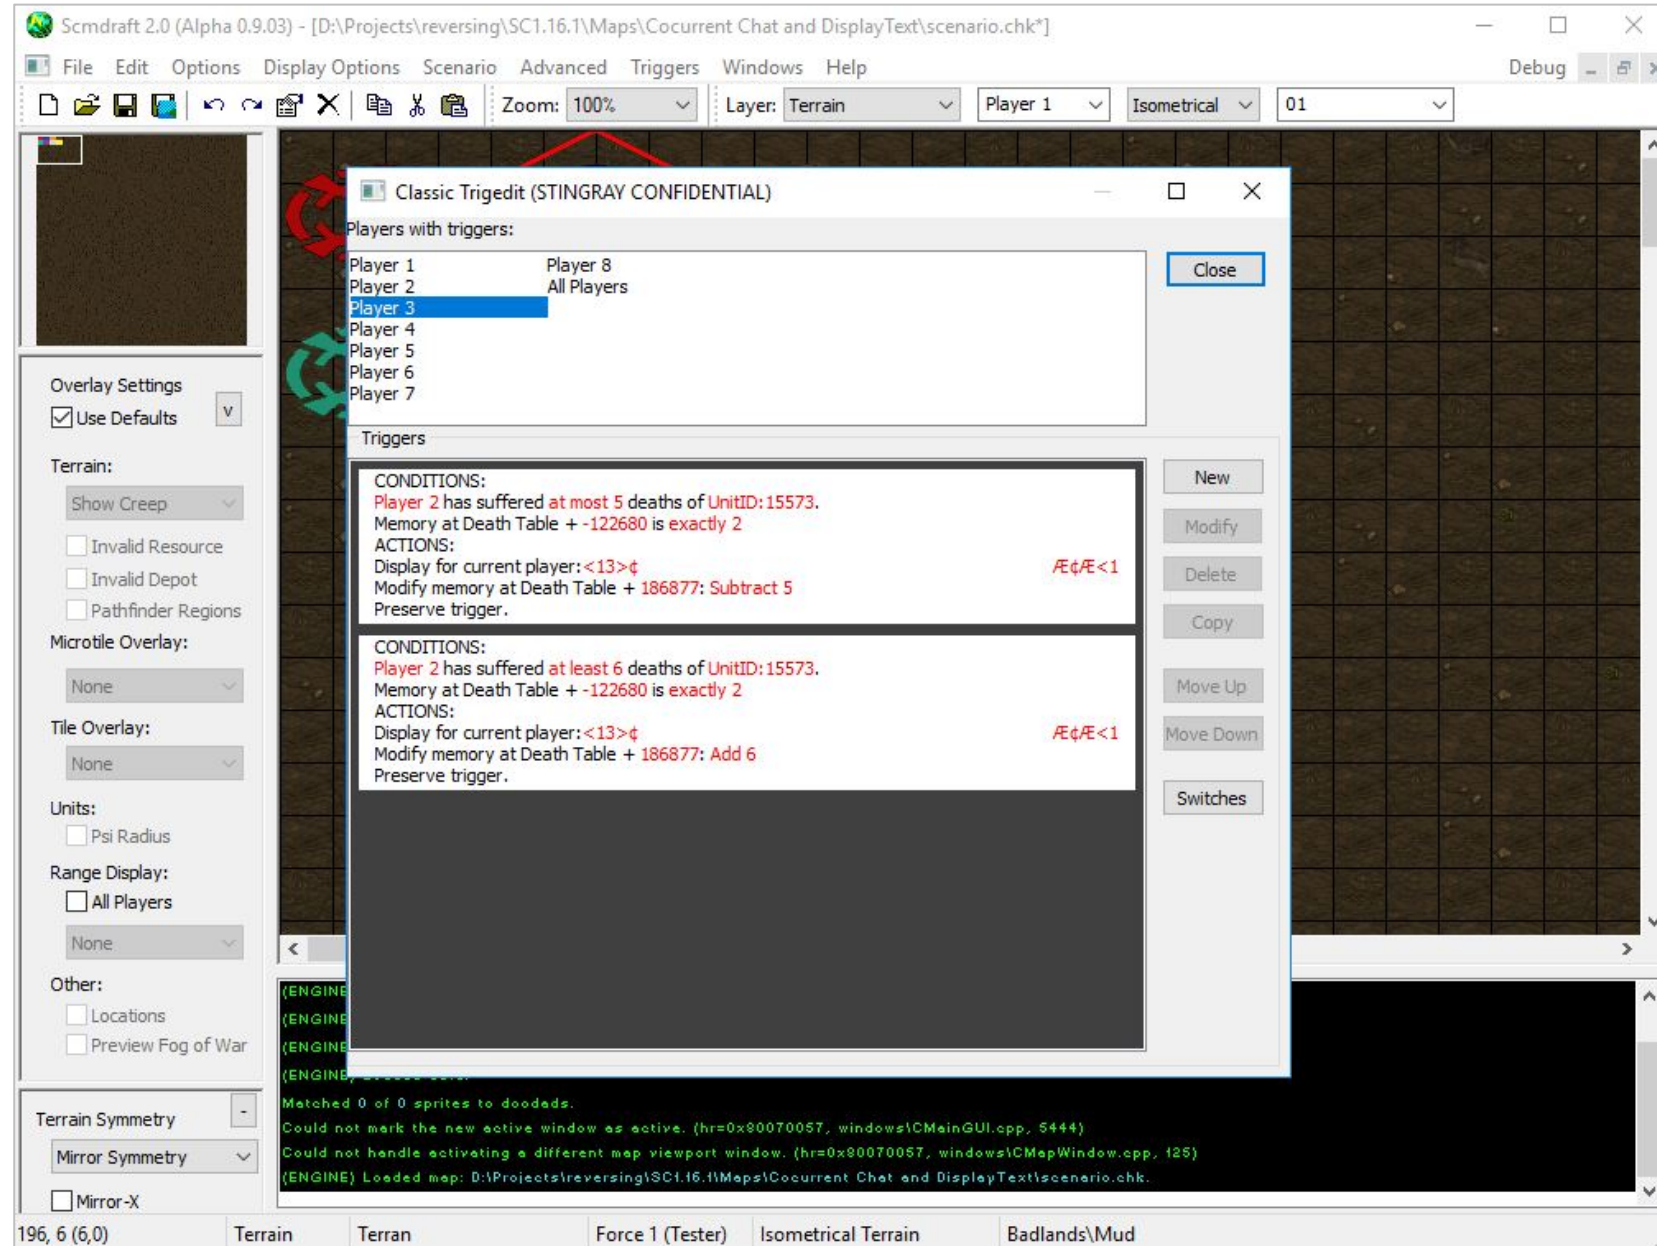 Scmdraft 2.0 (Alpha 0.9.03) - [D:\Projects\reversing\SC1.16.1\Maps\Cocurrent Chat and DisplayText\scenario.chk*]
File Edit Options Display Options Scenario Advanced Triggers Windows Help Debug
Zoom: 100% Layer: Terrain Player 1 Isometrical 01
Classic Trigedit (STINGRAY CONFIDENTIAL)
Players with triggers:
Player 1 Player 8
Player 2 All Players
Player 3
Player 4
Player 5
Player 6
Player 7
Close
Overlay Settings
Use Defaults v
Terrain:
Show Creep
Invalid Resource
Invalid Depot
Pathfinder Regions
Microtile Overlay:
None
Tile Overlay:
None
Units:
Psi Radius
Range Display:
All Players
None
Other:
Locations
Preview Fog of War
Terrain Symmetry -
Mirror Symmetry
Mirror-X
Triggers
CONDITIONS:
Player 2 has suffered at most 5 deaths of UnitID:15573.
Memory at Death Table + -122680 is exactly 2
ACTIONS:
Display for current player:<13>¢ Æ¢Æ<1
Modify memory at Death Table + 186877: Subtract 5
Preserve trigger.
CONDITIONS:
Player 2 has suffered at least 6 deaths of UnitID:15573.
Memory at Death Table + -122680 is exactly 2
ACTIONS:
Display for current player:<13>¢ Æ¢Æ<1
Modify memory at Death Table + 186877: Add 6
Preserve trigger.
New
Modify
Delete
Copy
Move Up
Move Down
Switches
(ENGINE
(ENGINE
(ENGINE
(ENGINE)
Matched 0 of 0 sprites to doodads.
Could not mark the new active window as active. (hr=0x80070057, windows\CMainGUI.cpp, 5444)
Could not handle activating a different map viewport window. (hr=0x80070057, windows\CMapWindow.cpp, 125)
(ENGINE) Loaded map: D:\Projects\reversing\SC1.16.1\Maps\Cocurrent Chat and DisplayText\scenario.chk.
196, 6 (6,0) Terrain Terran Force 1 (Tester) Isometrical Terrain Badlands\Mud